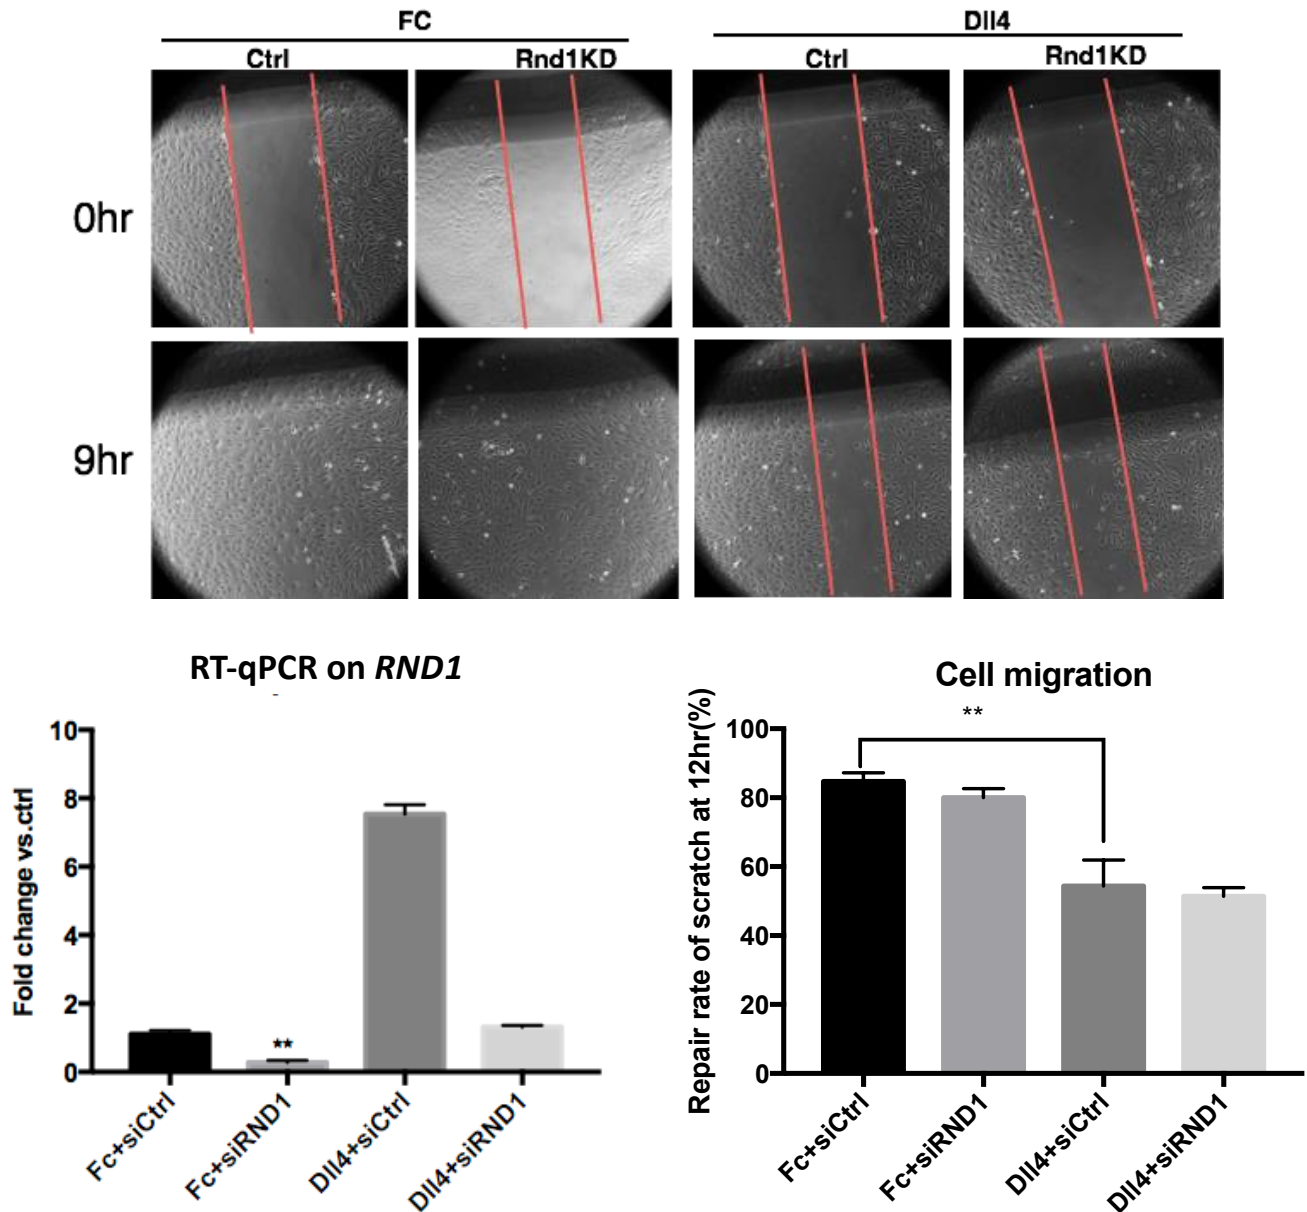 FC
Dll4
Ctrl
Rnd1KD
Ctrl
Rnd1KD
0hr
9hr
RT-qPCR on RND1
Fold change vs.ctrl
10
8
6
4
2
0
**
Fc+siCtrl
Fc+siRND1
Dll4+siCtrl
Dll4+siRND1
Cell migration
Repair rate of scratch at 12hr(%)
**
100
80
60
40
20
0
Fc+siCtrl
Fc+siRND1
Dll4+siCtrl
Dll4+siRND1